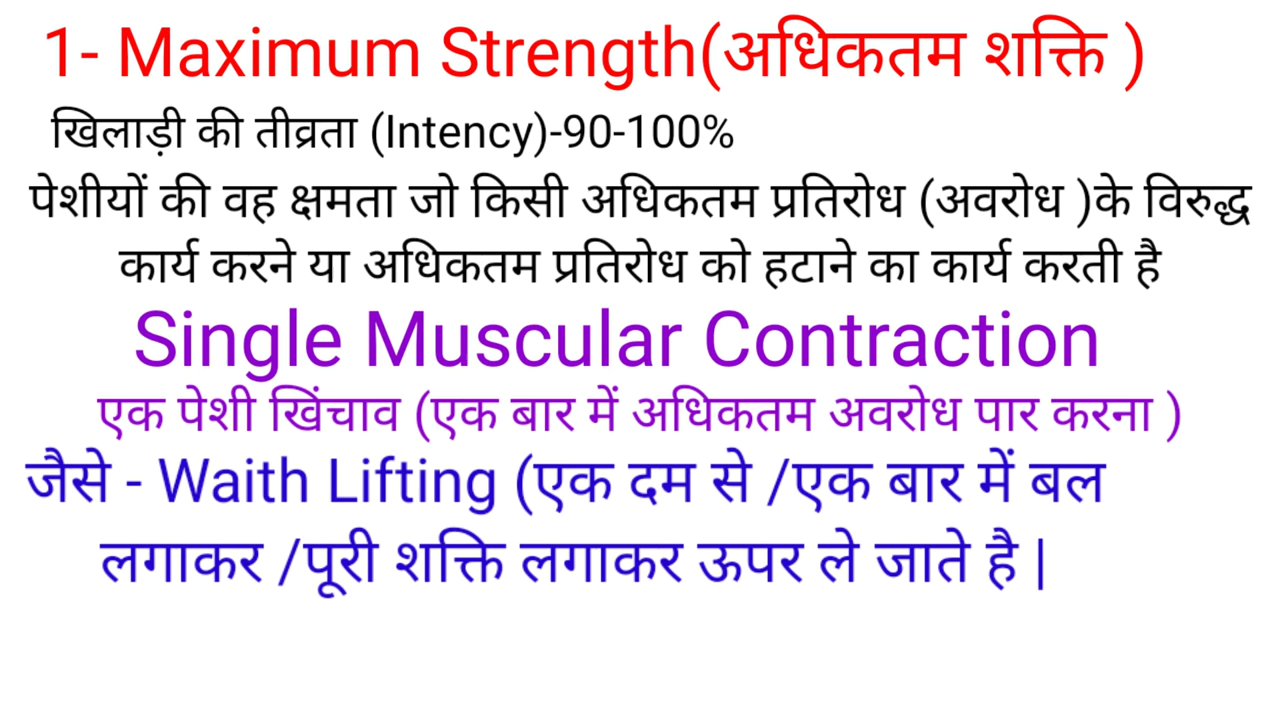 1- Maximum Strength(अधिकतम शक्ति )
खिलाड़ी की तीव्रता (Intency)-90-100%
पेशीयों की वह क्षमता जो किसी अधिकतम प्रतिरोध (अवरोध )के विरुद्ध
कार्य करने या अधिकतम प्रतिरोध को हटाने का कार्य करती है
Single Muscular Contraction
एक पेशी खिंचाव (एक बार में अधिकतम अवरोध पार करना )
जैसे - Waith Lifting (एक दम से /एक बार में बल
लगाकर /पूरी शक्ति लगाकर ऊपर ले जाते है |